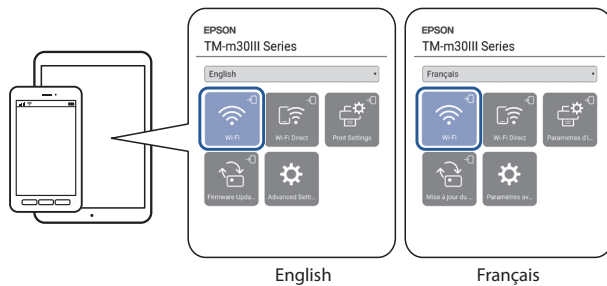 EPSON
TM-m30III Series
English
Wi-Fi
Wi-Fi Direct
Print Settings
Firmware Upda...
Advanced Setti...
English
EPSON
TM-m30III Series
Français
Wi-Fi
Wi-Fi Direct
Parametres d'i...
Mise à jour du ...
Paramètres av...
Français